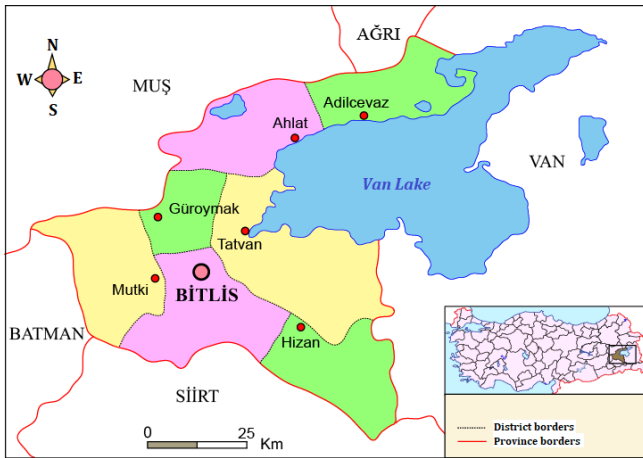 AĞRI
N
W E
S
MUŞ
Adilcevaz
Ahlat
VAN
Van Lake
Güroymak
Tatvan
Mutki
BİTLİS
BATMAN
Hizan
SİİRT
0 25
Km
District borders
Province borders